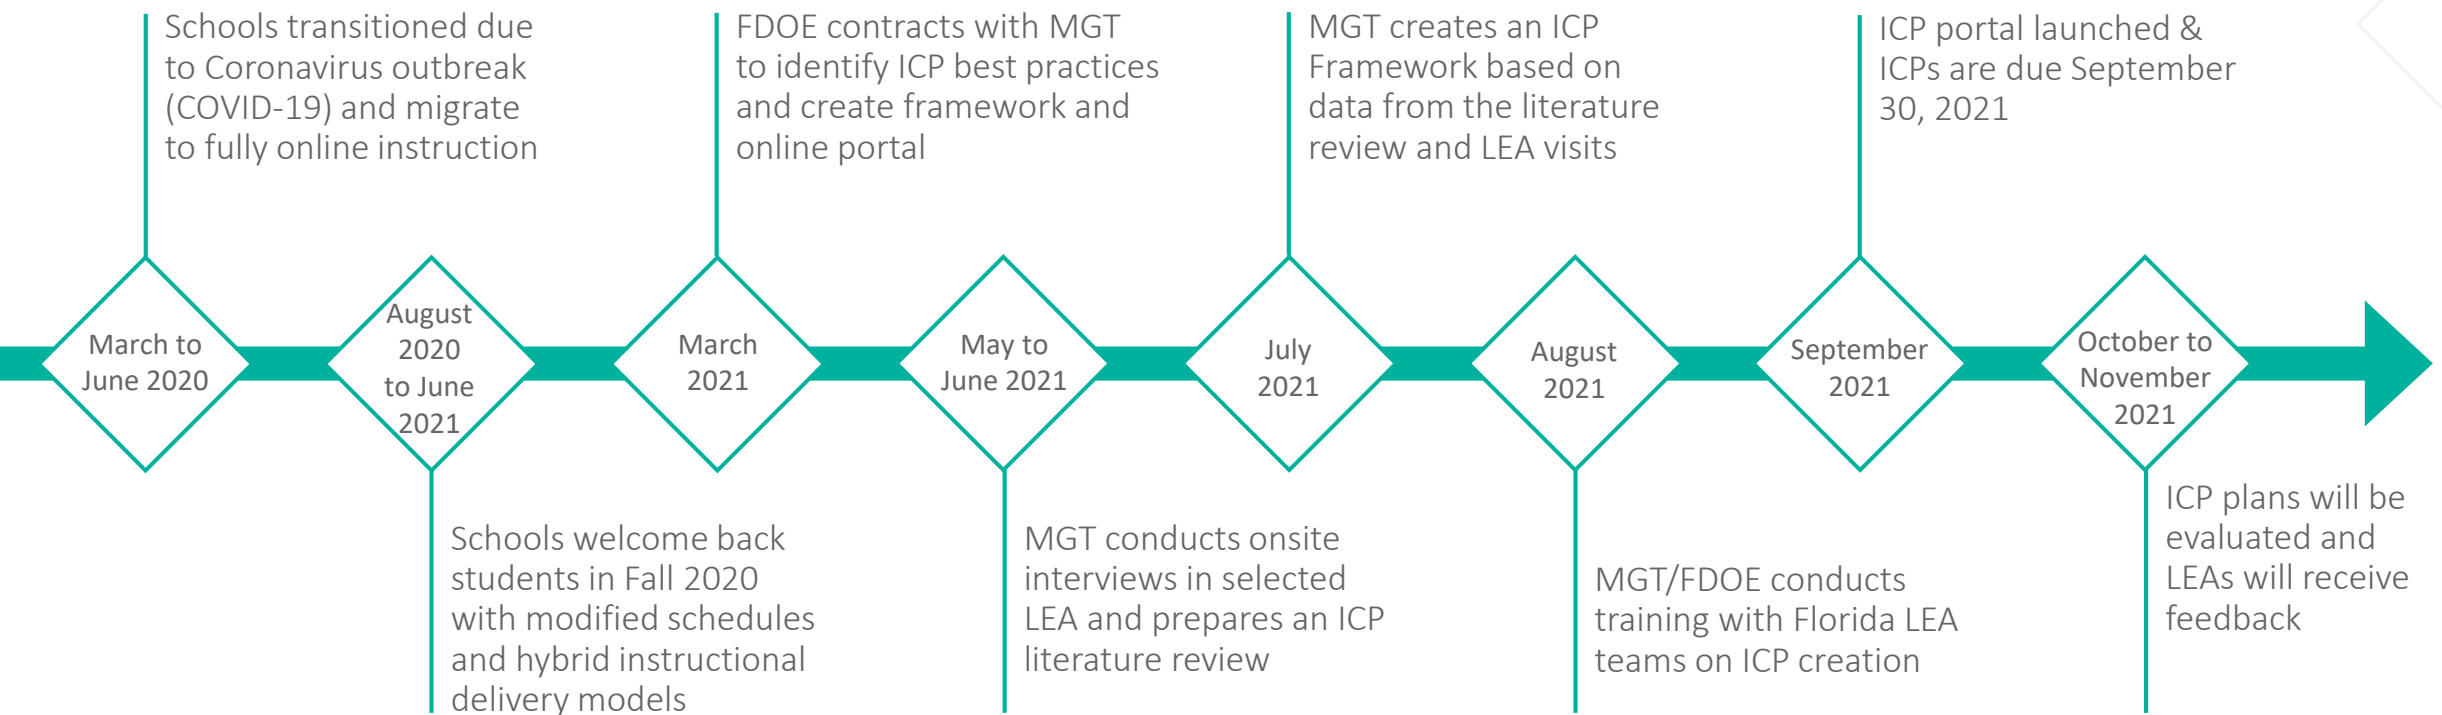 Schools transitioned due
to Coronavirus outbreak
(COVID-19) and migrate
to fully online instruction
FDOE contracts with MGT
to identify ICP best practices
and create framework and
online portal
MGT creates an ICP
Framework based on
data from the literature
review and LEA visits
ICP portal launched &
ICPs are due September
30, 2021
March to
June 2020
August
2020
to June
2021
March
2021
May to
June 2021
July
2021
August
2021
September
2021
October to
November
2021
Schools welcome back
students in Fall 2020
with modified schedules
and hybrid instructional
delivery models
MGT conducts onsite
interviews in selected
LEA and prepares an ICP
literature review
MGT/FDOE conducts
training with Florida LEA
teams on ICP creation
ICP plans will be
evaluated and
LEAs will receive
feedback